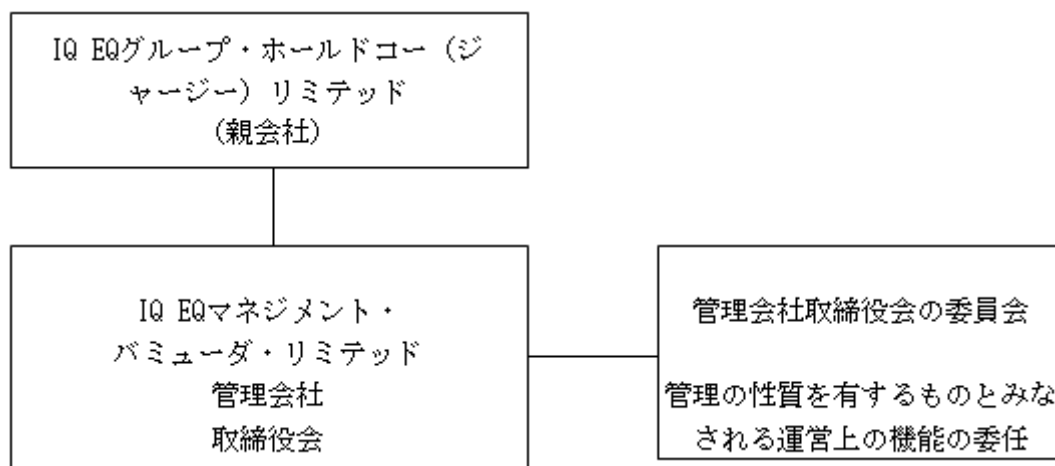 IQ EQグループ・ホールドコー（ジ
ャージー）リミテッド
（親会社）
IQ EQマネジメント・
バミューダ・リミテッド
管理会社
取締役会
管理会社取締役会の委員会
管理の性質を有するものとみな
される運営上の機能の委任